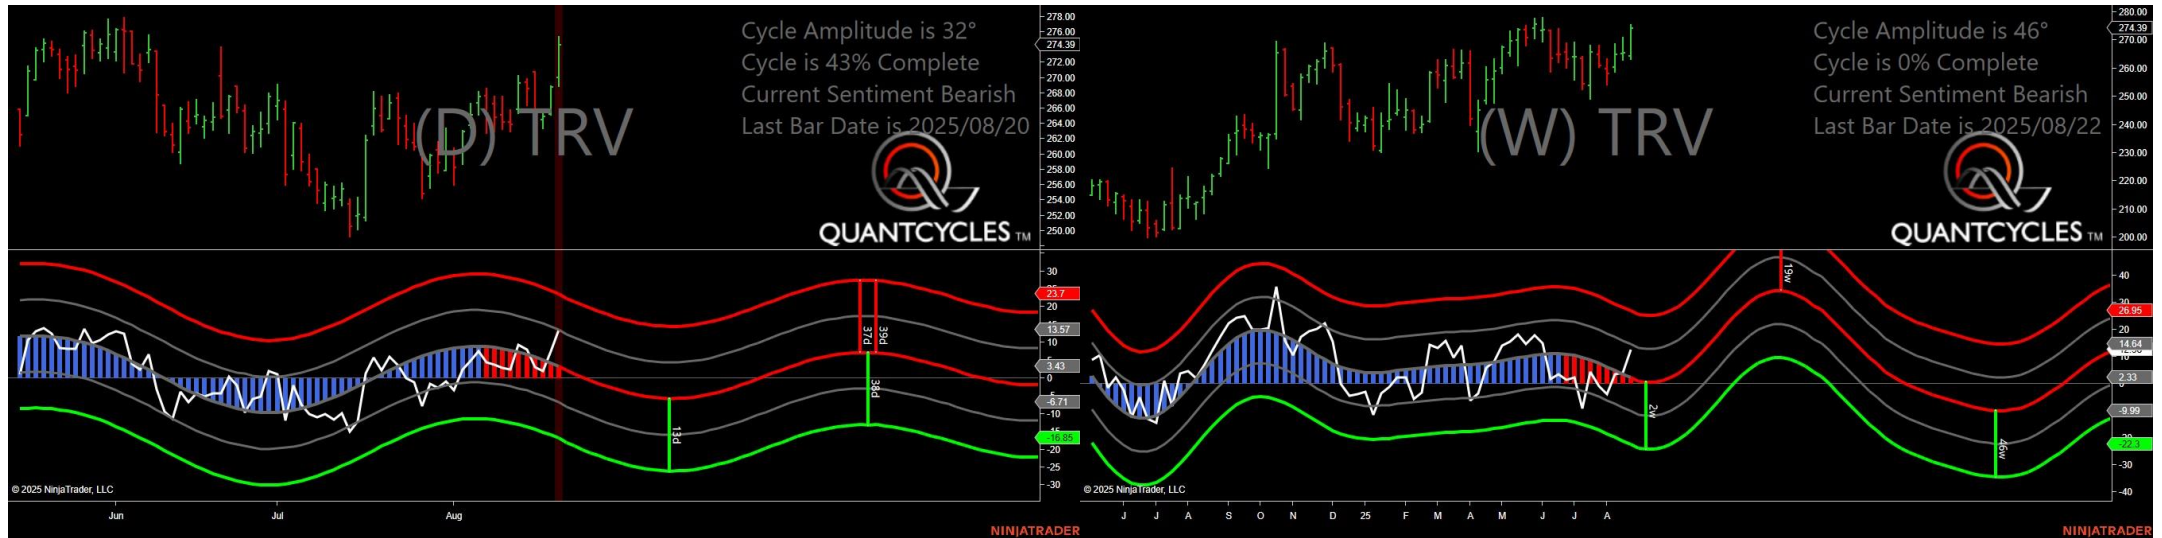 Cycle Amplitude is 32°
Cycle is 43% Complete
Current Sentiment Bearish
Last Bar Date is 2025/08/20
(D) TRV
QUANTCYCLES TM
278.00
276.00
274.39
272.00
270.00
268.00
266.00
264.00
262.00
260.00
258.00
256.00
254.00
252.00
250.00
30
23.7
20
13.57
10
5
3.43
0
-6.71
-10
-16.85
-20
-25
-30
37d
39d
38d
13d
© 2025 NinjaTrader, LLC
Jun
Jul
Aug
NINJATRADER
Cycle Amplitude is 46°
Cycle is 0% Complete
Current Sentiment Bearish
Last Bar Date is 2025/08/22
(W) TRV
QUANTCYCLES TM
280.00
274.39
270.00
260.00
250.00
240.00
230.00
220.00
210.00
200.00
19w
40
26.95
20
14.64
2.33
-9.99
-22.3
-30
-40
2w
46w
© 2025 NinjaTrader, LLC
J
J
A
S
O
N
D
25
F
M
A
M
J
J
A
NINJATRADER